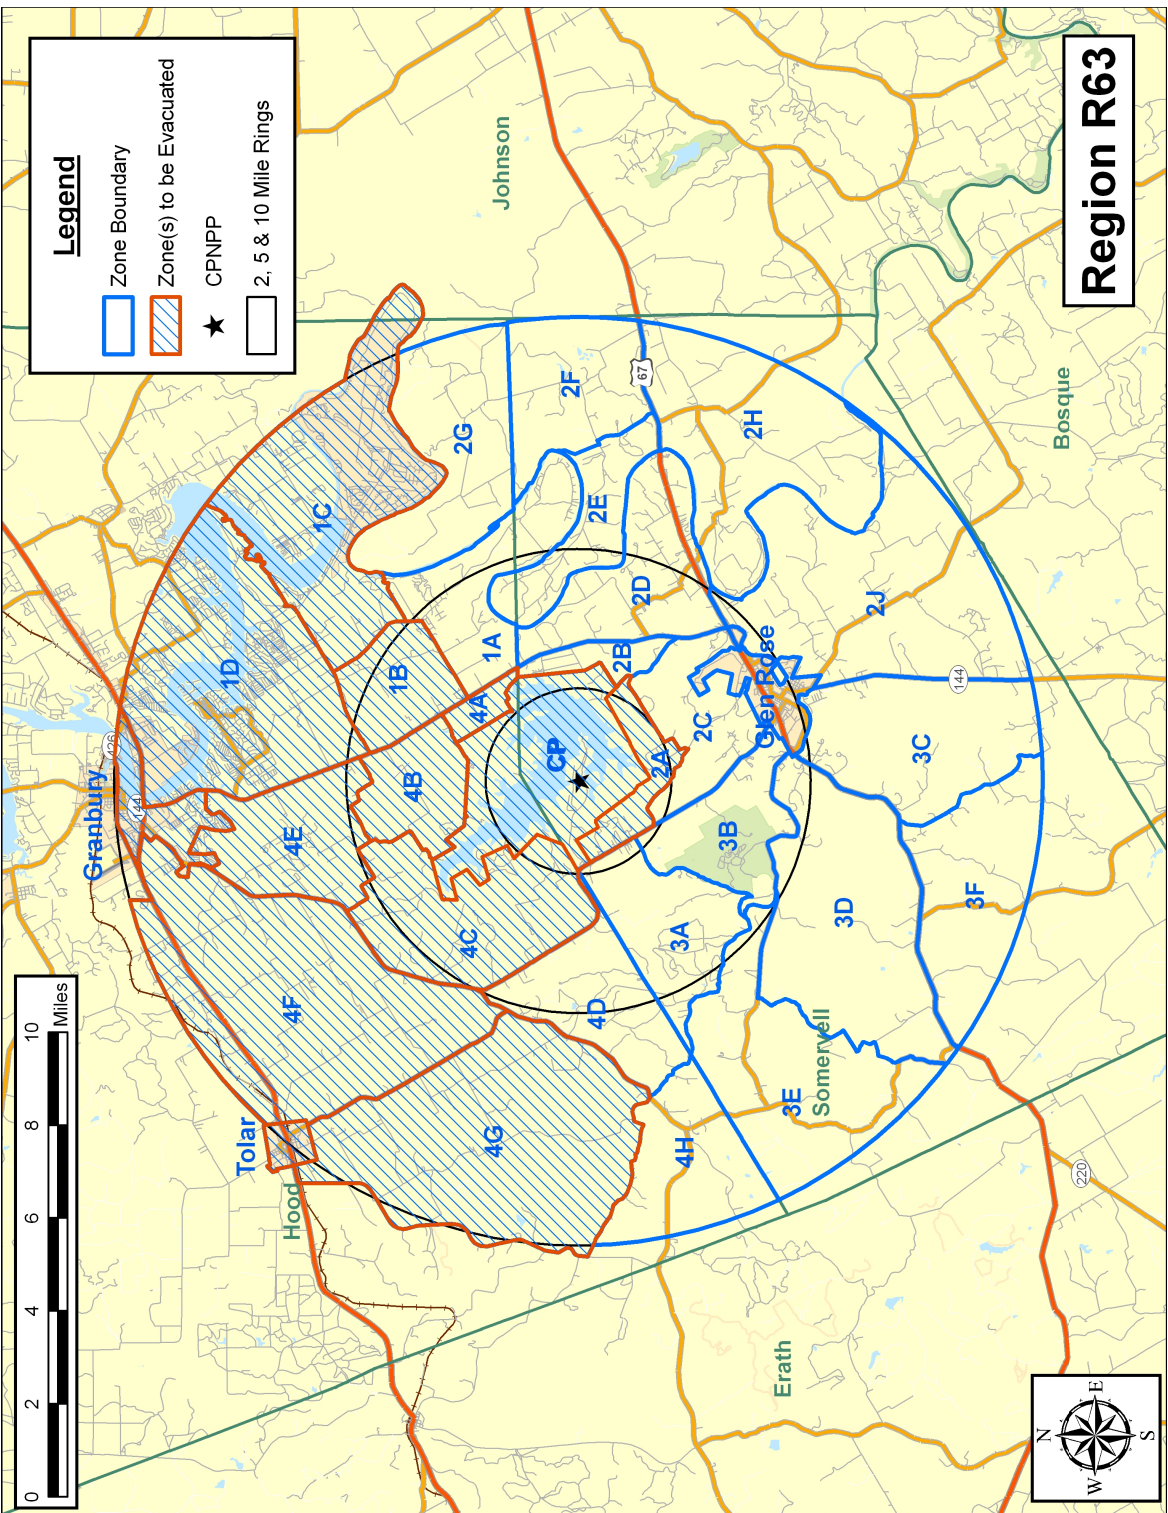 Legend
Zone Boundary
Zone(s) to be Evacuated
CPNPP
2, 5 & 10 Mile Rings
Region R63
0 2 4 6 8 10
Miles
Granbury
Tolar
Glen Rose
Hood
Johnson
Bosque
Somervell
Erath
426
144
67
144
220
1A
1B
1C
1D
2A
2B
2C
2D
2E
2F
2G
2H
2J
3A
3B
3C
3D
3E
3F
4A
4B
4C
4D
4E
4F
4G
4H
CP
N
W E
S